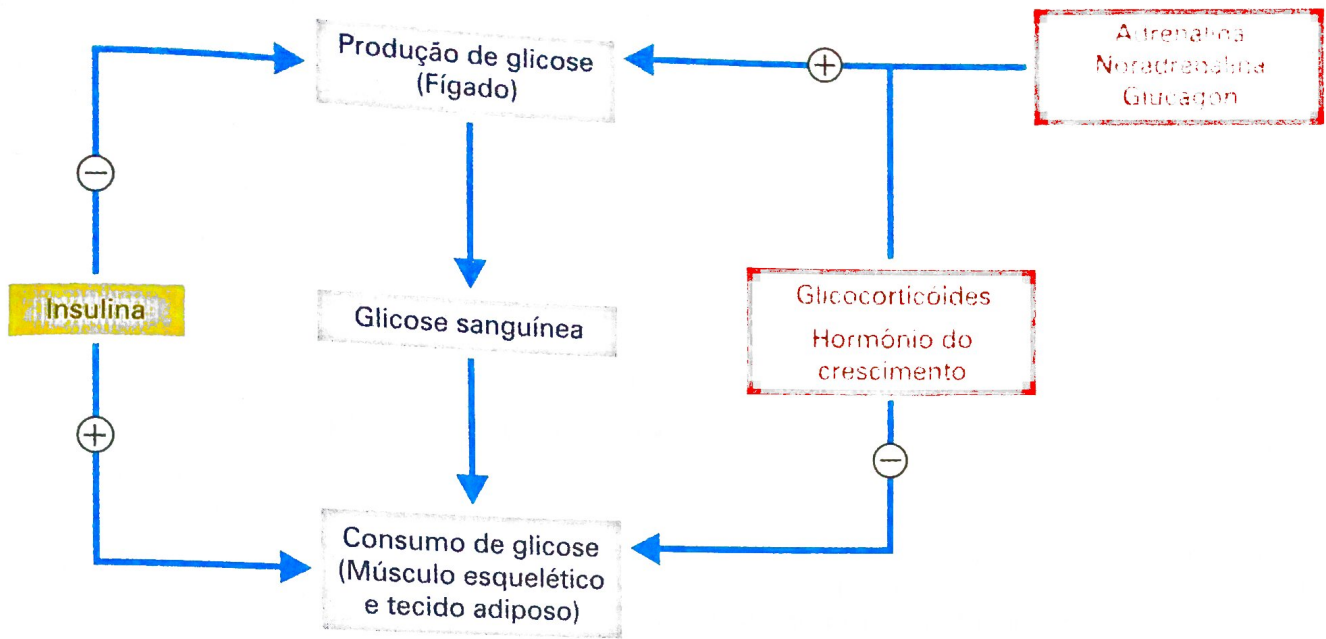 Produção de glicose
(Fígado)
+
Adrenalina
Noradrenalina
Glucagon
−
Insulina
Glicose sanguínea
Glicocorticóides
Hormônio do
crescimento
+
−
Consumo de glicose
(Músculo esquelético
e tecido adiposo)